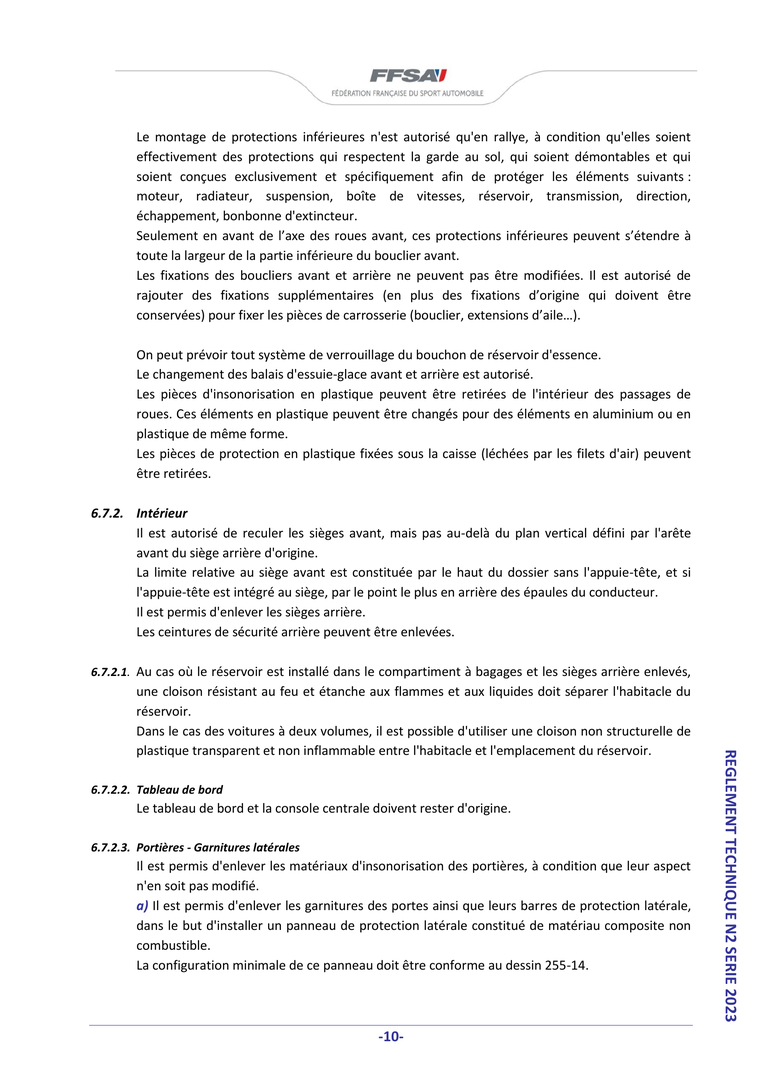 FFSA
FÉDÉRATION FRANÇAISE DU SPORT AUTOMOBILE
Le montage de protections inférieures n'est autorisé qu'en rallye, à condition qu'elles soient
effectivement des protections qui respectent la garde au sol, qui soient démontables et qui
soient conçues exclusivement et spécifiquement afin de protéger les éléments suivants :
moteur, radiateur, suspension, boîte de vitesses, réservoir, transmission, direction,
échappement, bonbonne d'extincteur.
Seulement en avant de l’axe des roues avant, ces protections inférieures peuvent s’étendre à
toute la largeur de la partie inférieure du bouclier avant.
Les fixations des boucliers avant et arrière ne peuvent pas être modifiées. Il est autorisé de
rajouter des fixations supplémentaires (en plus des fixations d’origine qui doivent être
conservées) pour fixer les pièces de carrosserie (bouclier, extensions d’aile…).
On peut prévoir tout système de verrouillage du bouchon de réservoir d'essence.
Le changement des balais d'essuie-glace avant et arrière est autorisé.
Les pièces d'insonorisation en plastique peuvent être retirées de l'intérieur des passages de
roues. Ces éléments en plastique peuvent être changés pour des éléments en aluminium ou en
plastique de même forme.
Les pièces de protection en plastique fixées sous la caisse (léchées par les filets d'air) peuvent
être retirées.
6.7.2. Intérieur
Il est autorisé de reculer les sièges avant, mais pas au-delà du plan vertical défini par l'arête
avant du siège arrière d'origine.
La limite relative au siège avant est constituée par le haut du dossier sans l'appuie-tête, et si
l'appuie-tête est intégré au siège, par le point le plus en arrière des épaules du conducteur.
Il est permis d'enlever les sièges arrière.
Les ceintures de sécurité arrière peuvent être enlevées.
6.7.2.1. Au cas où le réservoir est installé dans le compartiment à bagages et les sièges arrière enlevés,
une cloison résistant au feu et étanche aux flammes et aux liquides doit séparer l'habitacle du
réservoir.
Dans le cas des voitures à deux volumes, il est possible d'utiliser une cloison non structurelle de
plastique transparent et non inflammable entre l'habitacle et l'emplacement du réservoir.
6.7.2.2. Tableau de bord
Le tableau de bord et la console centrale doivent rester d'origine.
6.7.2.3. Portières - Garnitures latérales
Il est permis d'enlever les matériaux d'insonorisation des portières, à condition que leur aspect
n'en soit pas modifié.
a) Il est permis d'enlever les garnitures des portes ainsi que leurs barres de protection latérale,
dans le but d'installer un panneau de protection latérale constitué de matériau composite non
combustible.
La configuration minimale de ce panneau doit être conforme au dessin 255-14.
REGLEMENT TECHNIQUE N2 SERIE 2023
-10-